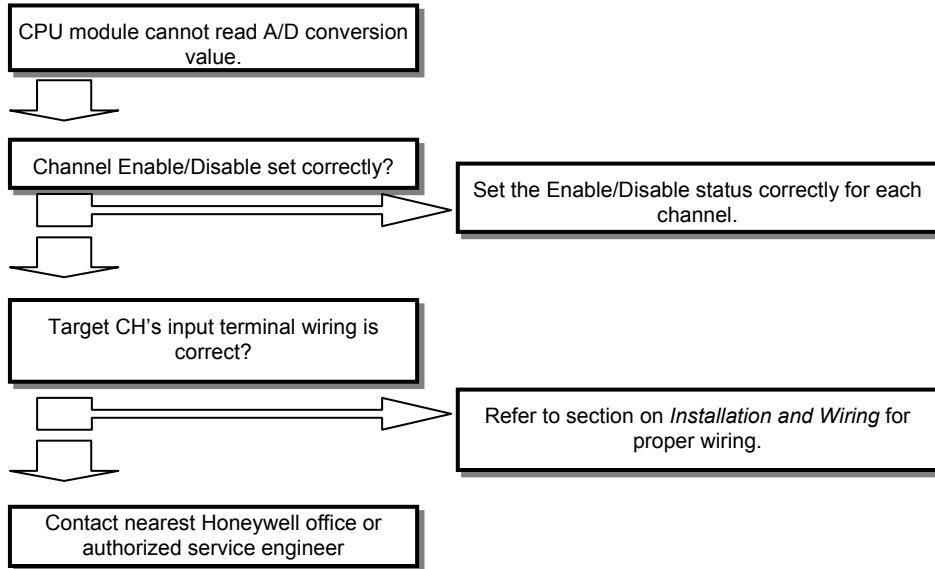 CPU module cannot read A/D conversion
value.
Channel Enable/Disable set correctly?
Set the Enable/Disable status correctly for each
channel.
Target CH's input terminal wiring is
correct?
Refer to section on Installation and Wiring for
proper wiring.
Contact nearest Honeywell office or
authorized service engineer